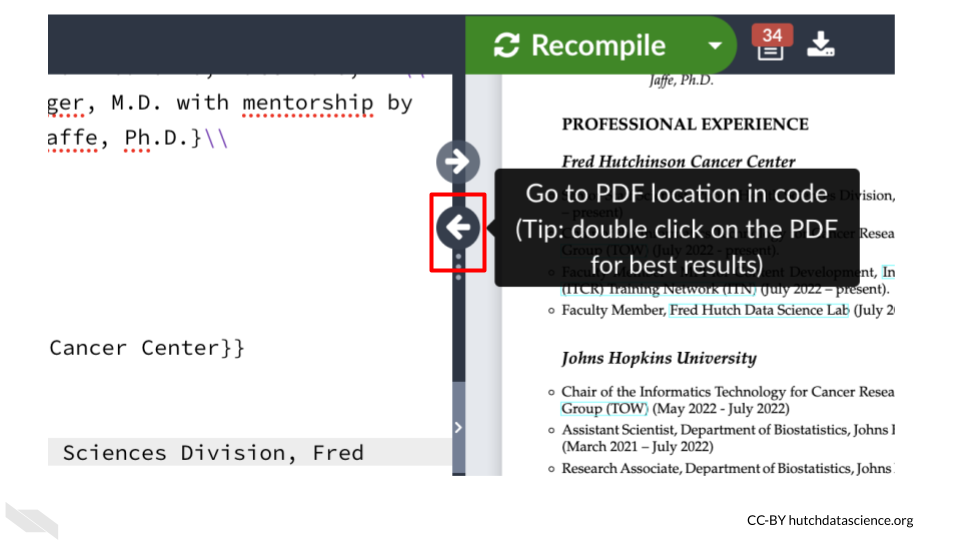 Recompile
34
ger, M.D. with mentorship by
affe, Ph.D.}\\
Cancer Center}}
Sciences Division, Fred
Jaffe, Ph.D.
PROFESSIONAL EXPERIENCE
Fred Hutchinson Cancer Center
Division,
Go to PDF location in code
(Tip: double click on the PDF
for best results)
– present)
Group (TOW) (July 2022 - present).
Faculty Member, Development, In
(ITCR) Training Network (ITN) (July 2022 – present).
Faculty Member, Fred Hutch Data Science Lab (July 2
Johns Hopkins University
Chair of the Informatics Technology for Cancer Resea
Group (TOW) (May 2022 - July 2022)
Assistant Scientist, Department of Biostatistics, Johns
(March 2021 – July 2022)
Research Associate, Department of Biostatistics, Johns
CC-BY hutchdatascience.org